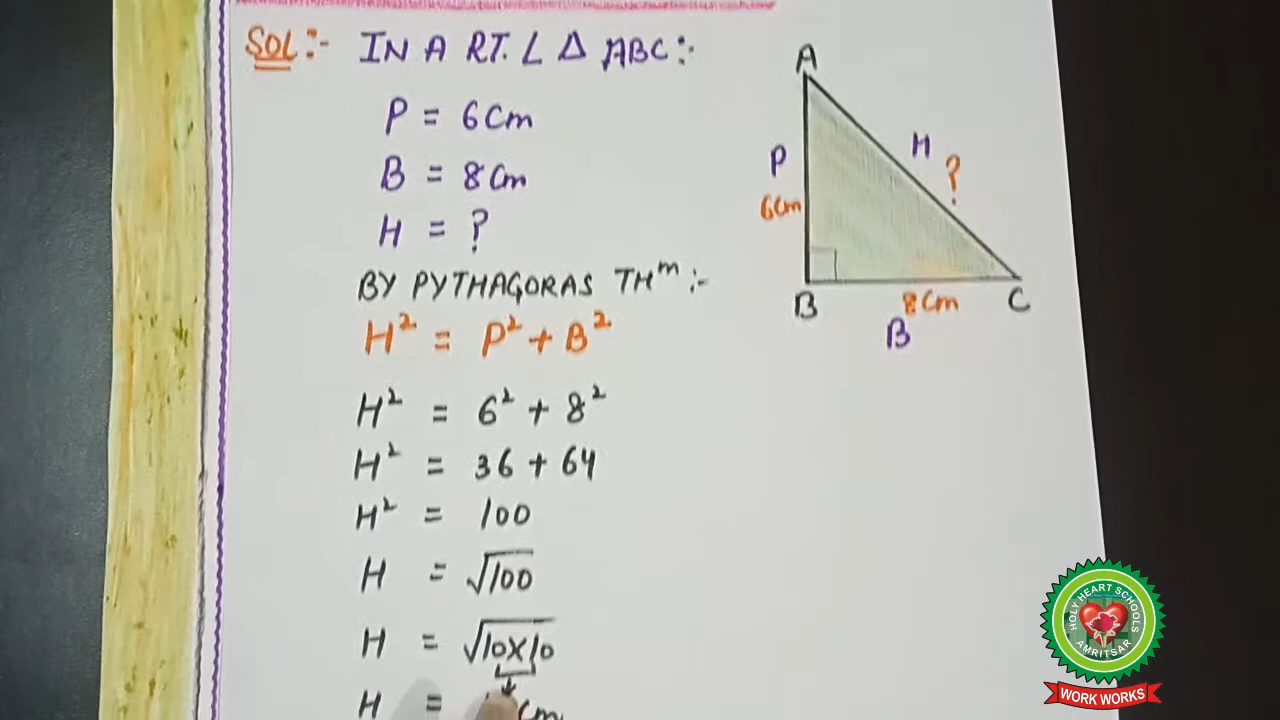 SOL:- IN A RT. ∠ Δ ABC:-
P = 6Cm
B = 8Cm
H = ?
BY PYTHAGORAS THᵐ:-
H² = P² + B²
H² = 6² + 8²
H² = 36 + 64
H² = 100
H = √100
H = √10×10
H = cm
A
P
H
?
6Cm
B
8Cm
C
B
HOLY HEART SCHOOLS
AMRITSAR
WORK WORKS